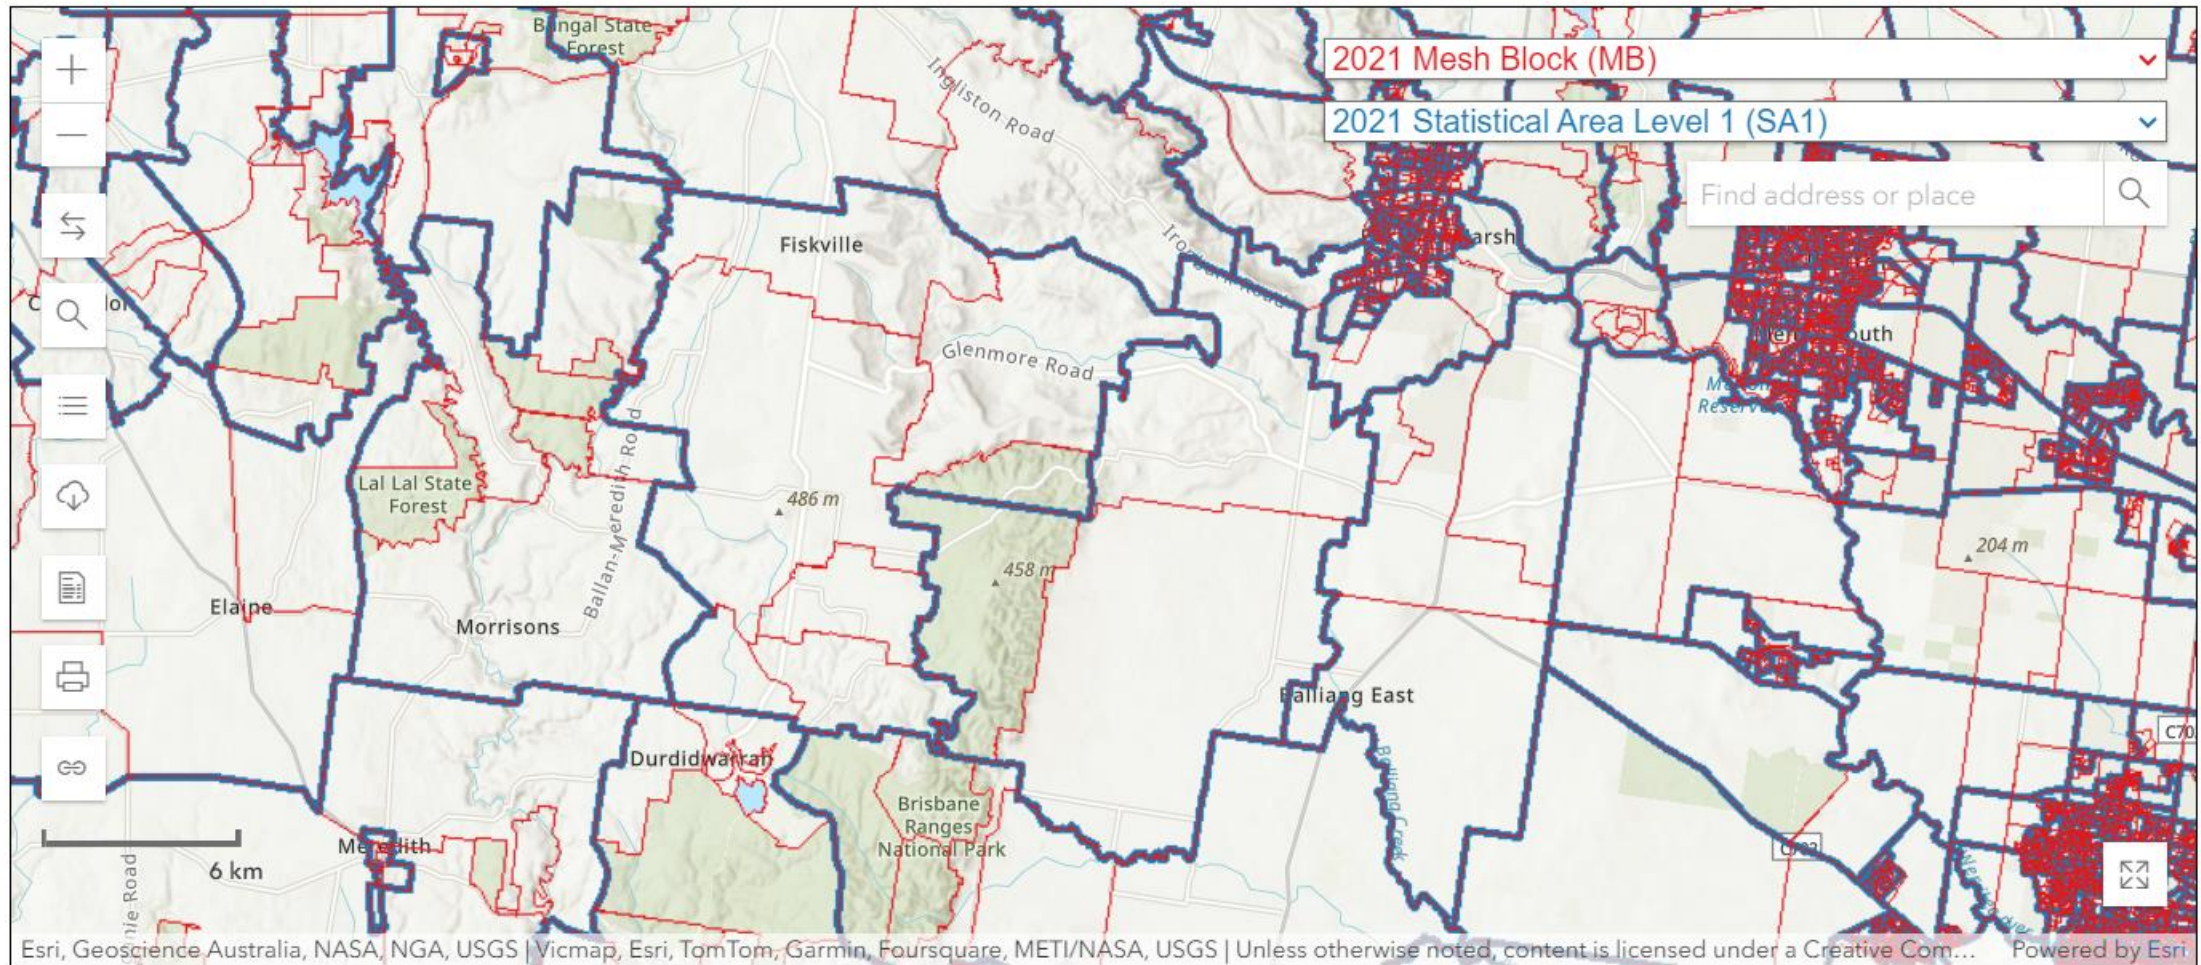 Bungal State
Forest
2021 Mesh Block (MB)
Ingliston Road
2021 Statistical Area Level 1 (SA1)
Find address or place
Fiskville
Glenmore Road
Ballan-Meredith Road
Lal Lal State
Forest
486 m
458 m
204 m
Elaine
Morrisons
Balliang East
Durdidwarrah
Balliang Creek
Brisbane
Ranges
National Park
Meredith
6 km
Esri, Geoscience Australia, NASA, NGA, USGS | Vicmap, Esri, TomTom, Garmin, Foursquare, METI/NASA, USGS | Unless otherwise noted, content is licensed under a Creative Com...
Powered by Esri